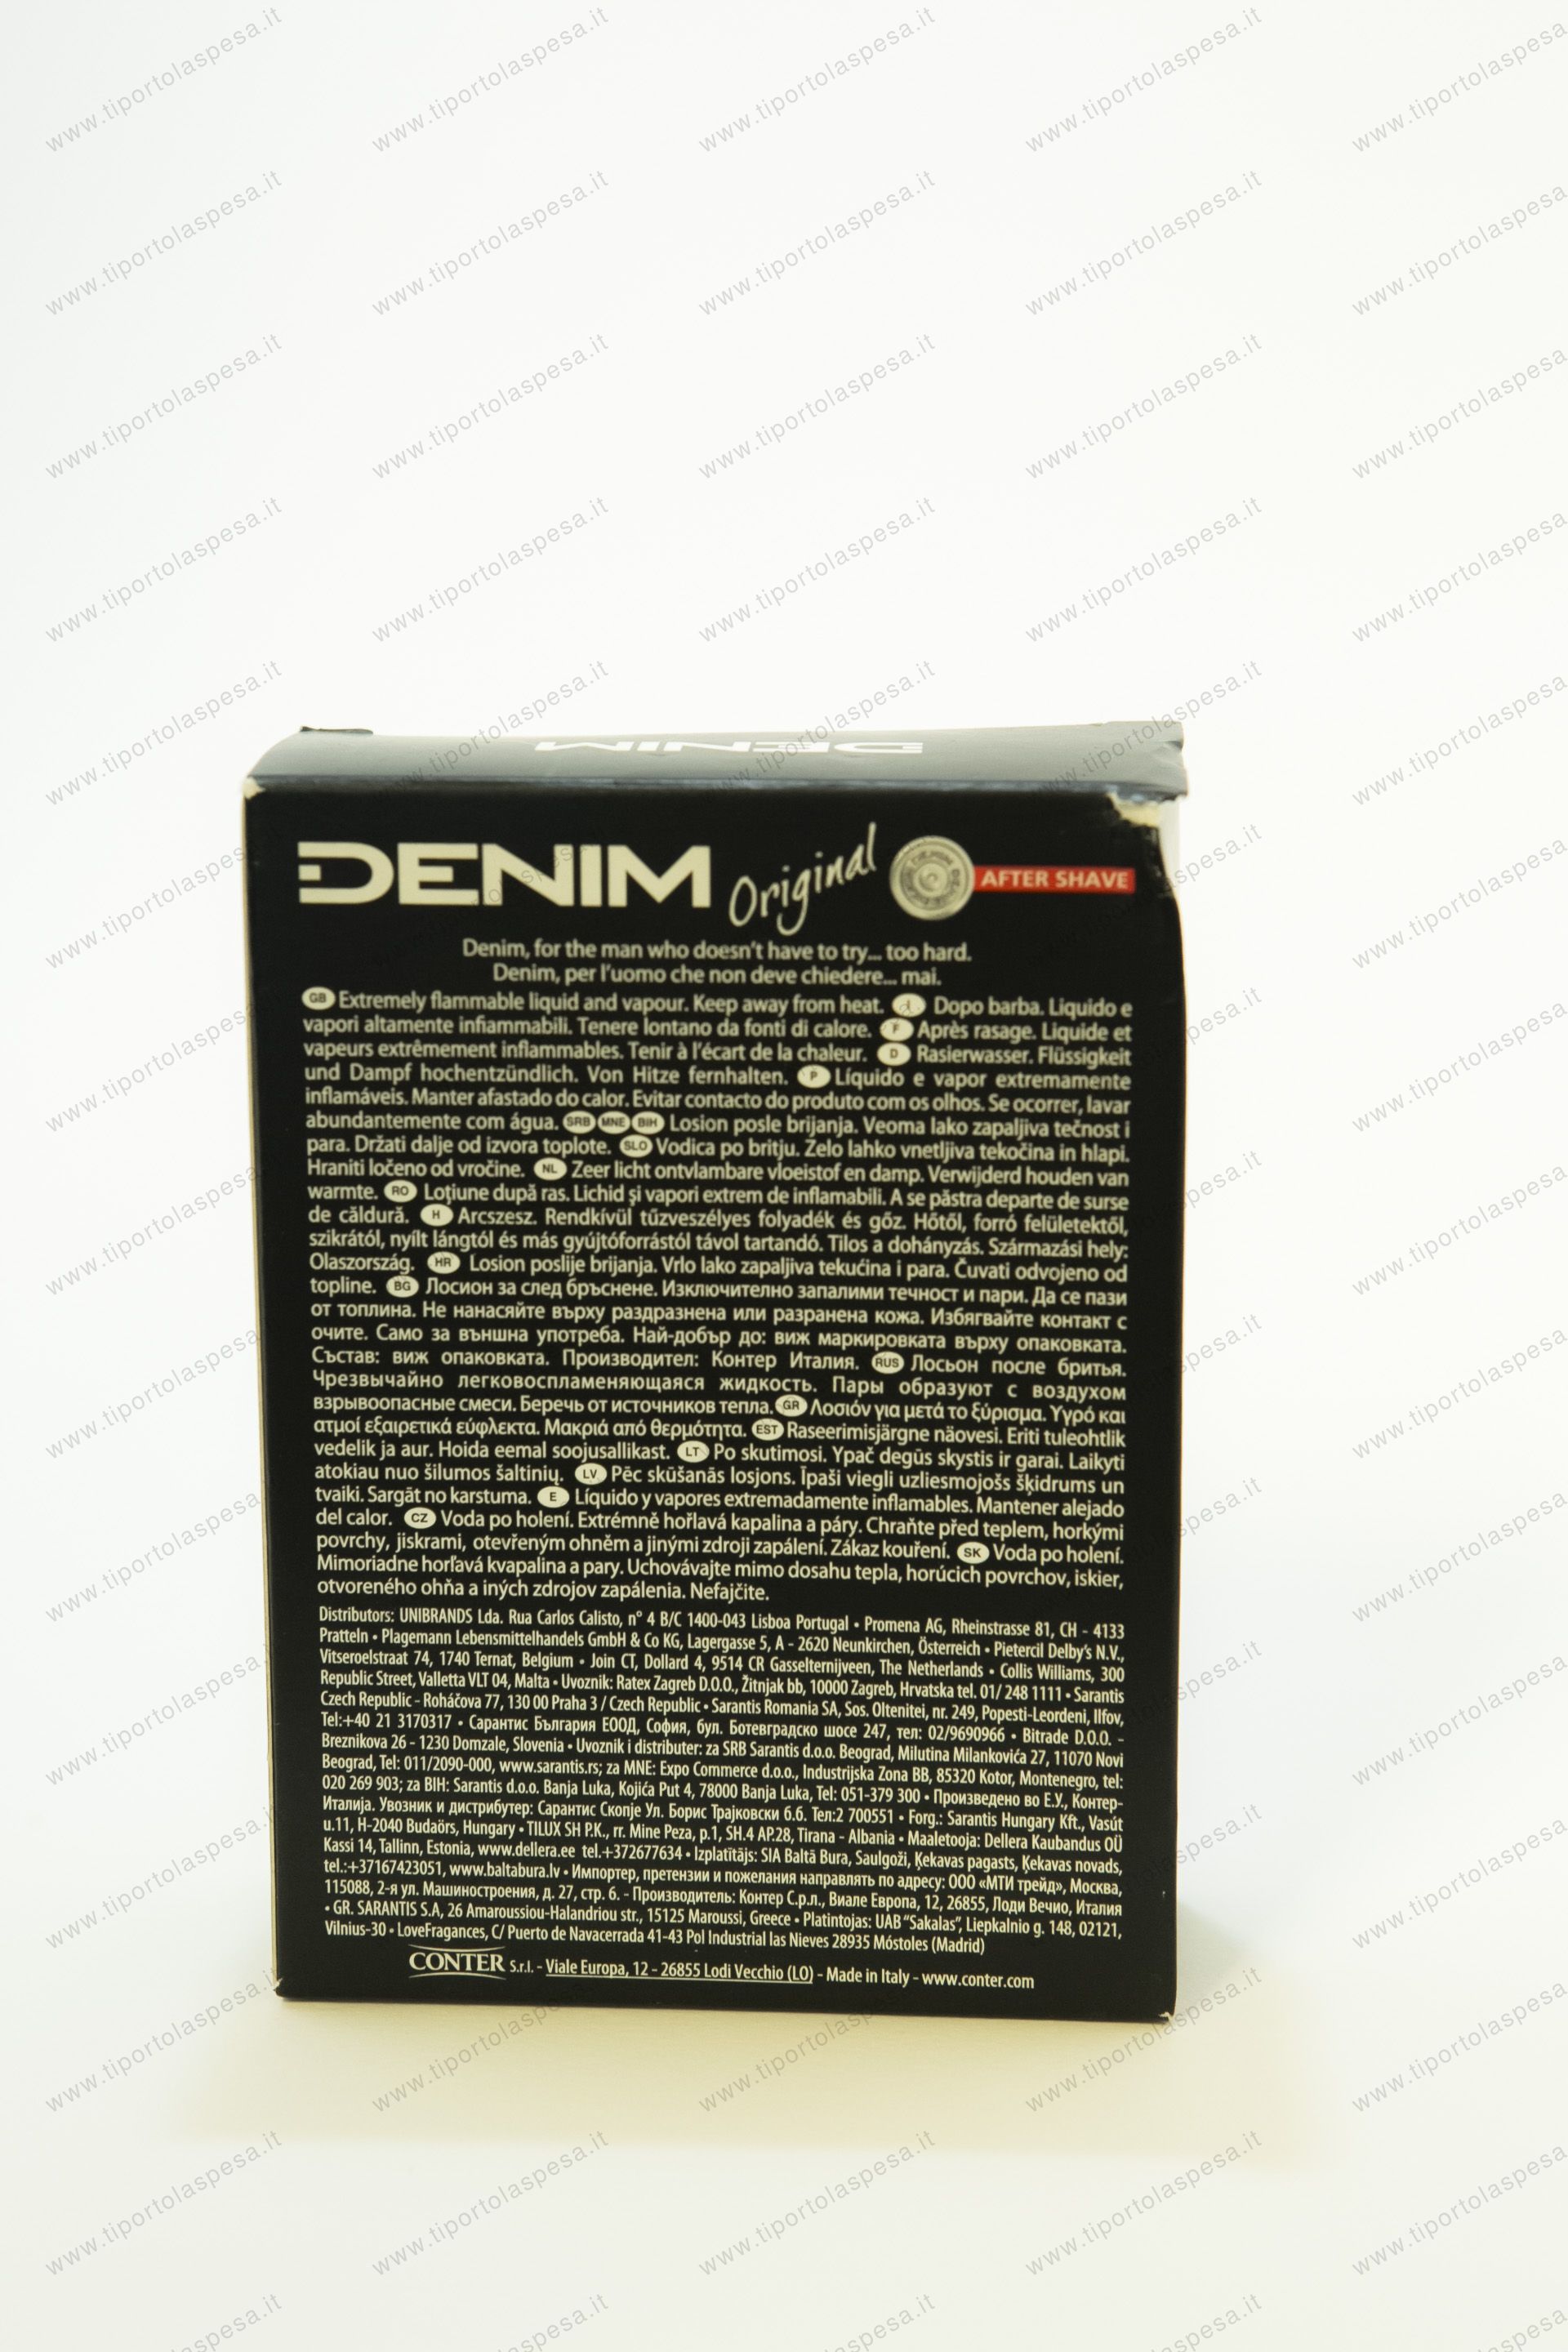 DENIM
DENIM Original DENIM AFTER SHAVE
Denim, for the man who doesn't have to try... too hard.
Denim, per l'uomo che non deve chiedere... mai.
GB Extremely flammable liquid and vapour. Keep away from heat. I Dopo barba. Liquido e
vapori altamente infiammabili. Tenere lontano da fonti di calore. F Après rasage. Liquide et
vapeurs extrêmement inflammables. Tenir à l'écart de la chaleur. D Rasierwasser. Flüssigkeit
und Dampf hochentzündlich. Von Hitze fernhalten. P Líquido e vapor extremamente
inflamáveis. Manter afastado do calor. Evitar contacto do produto com os olhos. Se ocorrer, lavar
abundantemente com água. SRB MNE BIH Losion posle brijanja. Veoma lako zapaljiva tečnost i
para. Držati dalje od izvora toplote. SLO Vodica po britju. Zelo lahko vnetljiva tekočina in hlapi.
Hraniti ločeno od vročine. NL Zeer licht ontvlambare vloeistof en damp. Verwijderd houden van
warmte. RO Loțiune după ras. Lichid și vapori extrem de inflamabili. A se păstra departe de surse
de căldură. H Arcszesz. Rendkívül tűzveszélyes folyadék és gőz. Hőtől, forró felületektől,
szikrától, nyílt lángtól és más gyújtóforrástól távol tartandó. Tilos a dohányzás. Származási hely:
Olaszország. HR Losion poslije brijanja. Vrlo lako zapaljiva tekućina i para. Čuvati odvojeno od
topline. BG Лосион за след бръснене. Изключително запалими течност и пари. Да се пази
от топлина. Не нанасяйте върху раздразнена или разранена кожа. Избягвайте контакт с
очите. Само за външна употреба. Най-добър до: виж маркировката върху опаковката.
Състав: виж опаковката. Производител: Контер Италия. RUS Лосьон после бритья.
Чрезвычайно легковоспламеняющаяся жидкость. Пары образуют с воздухом
взрывоопасные смеси. Беречь от источников тепла. GR Λοσιόν για μετά το ξύρισμα. Υγρό και
ατμοί εξαιρετικά εύφλεκτα. Μακριά από θερμότητα. EST Raseerimisjärgne näovesi. Eriti tuleohtlik
vedelik ja aur. Hoida eemal soojusallikast. LT Po skutimosi. Ypač degūs skystis ir garai. Laikyti
atokiau nuo šilumos šaltinių. LV Pēc skūšanās losjons. Īpaši viegli uzliesmojošs šķidrums un
tvaiki. Sargāt no karstuma. E Líquido y vapores extremadamente inflamables. Mantener alejado
del calor. CZ Voda po holení. Extrémně hořlavá kapalina a páry. Chraňte před teplem, horkými
povrchy, jiskrami, otevřeným ohněm a jinými zdroji zapálení. Zákaz kouření. SK Voda po holení.
Mimoriadne horľavá kvapalina a pary. Uchovávajte mimo dosahu tepla, horúcich povrchov, iskier,
otvoreného ohňa a iných zdrojov zapálenia. Nefajčite.
Distributors: UNIBRANDS Lda. Rua Carlos Calisto, n° 4 B/C 1400-043 Lisboa Portugal • Promena AG, Rheinstrasse 81, CH - 4133
Pratteln • Plagemann Lebensmittelhandels GmbH & Co KG, Lagergasse 5, A - 2620 Neunkirchen, Österreich • Pietercil Delby's N.V.,
Vitseroelstraat 74, 1740 Ternat, Belgium • Join CT, Dollard 4, 9514 CR Gasselternijveen, The Netherlands • Collis Williams, 300
Republic Street, Valletta VLT 04, Malta • Uvoznik: Ratex Zagreb D.O.O., Žitnjak bb, 10000 Zagreb, Hrvatska tel. 01/ 248 1111 • Sarantis
Czech Republic - Roháčova 77, 130 00 Praha 3 / Czech Republic • Sarantis Romania SA, Sos. Oltenitei, nr. 249, Popesti-Leordeni, Ilfov,
Tel:+40 21 3170317 • Сарантис България ЕООД, София, бул. Ботевградско шосе 247, тел: 02/9690966 • Bitrade D.O.O. -
Breznikova 26 - 1230 Domzale, Slovenia • Uvoznik i distributer: za SRB Sarantis d.o.o. Beograd, Milutina Milankovića 27, 11070 Novi
Beograd, Tel: 011/2090-000, www.sarantis.rs; za MNE: Expo Commerce d.o.o., Industrijska Zona BB, 85320 Kotor, Montenegro, tel:
020 269 903; za BIH: Sarantis d.o.o. Banja Luka, Kojića Put 4, 78000 Banja Luka, Tel: 051-379 300 • Произведено во Е.У., Контер-
Италија. Увозник и дистрибутер: Сарантис Скопје Ул. Борис Трајковски 6.6. Тел:2 700551 • Forg.: Sarantis Hungary Kft., Vasút
u.11, H-2040 Budaörs, Hungary • TILUX SH P.K., rr. Mine Peza, p.1, SH.4 AP.28, Tirana - Albania • Maaletooja: Dellera Kaubandus OÜ
Kassi 14, Tallinn, Estonia, www.dellera.ee tel.+372677634 • Izplatītājs: SIA Baltā Bura, Saulgoži, Ķekavas pagasts, Ķekavas novads,
tel.:+37167423051, www.baltabura.lv • Импортер, претензии и пожелания направлять по адресу: ООО «МТИ трейд», Москва,
115088, 2-я ул. Машиностроения, д. 27, стр. 6. - Производитель: Контер С.р.л., Виале Европа, 12, 26855, Лоди Вечио, Италия
• GR. SARANTIS S.A, 26 Amaroussiou-Halandriou str., 15125 Maroussi, Greece • Platintojas: UAB "Sakalas", Liepkalnio g. 148, 02121,
Vilnius-30 • LoveFragances, C/ Puerto de Navacerrada 41-43 Pol Industrial las Nieves 28935 Móstoles (Madrid)
CONTER S.r.l. - Viale Europa, 12 - 26855 Lodi Vecchio (LO) - Made in Italy - www.conter.com
www.tiportolaspesa.it